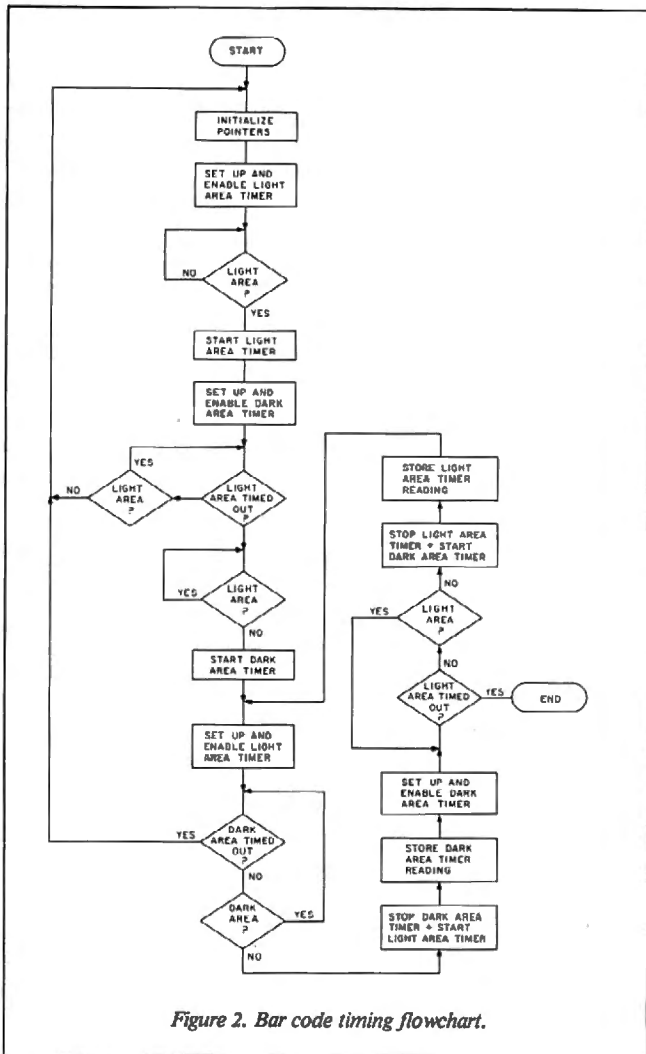 START
INITIALIZE
POINTERS
SET UP AND
ENABLE LIGHT
AREA TIMER
NO
LIGHT
AREA
?
YES
START LIGHT
AREA TIMER
SET UP AND
ENABLE DARK
AREA TIMER
YES
NO
LIGHT
AREA
?
LIGHT
AREA TIMED
OUT
?
YES
LIGHT
AREA
?
NO
START DARK
AREA TIMER
SET UP AND
ENABLE LIGHT
AREA TIMER
YES
DARK
AREA TIMED
OUT
?
NO
DARK
AREA
?
YES
NO
STOP DARK AREA
TIMER + START
LIGHT AREA TIMER
STORE DARK
AREA TIMER
READING
SET UP AND
ENABLE DARK
AREA TIMER
LIGHT
AREA TIMED
OUT
?
YES
END
NO
YES
LIGHT
AREA
?
NO
STOP LIGHT AREA
TIMER + START
DARK AREA TIMER
STORE LIGHT
AREA TIMER
READING
Figure 2. Bar code timing flowchart.